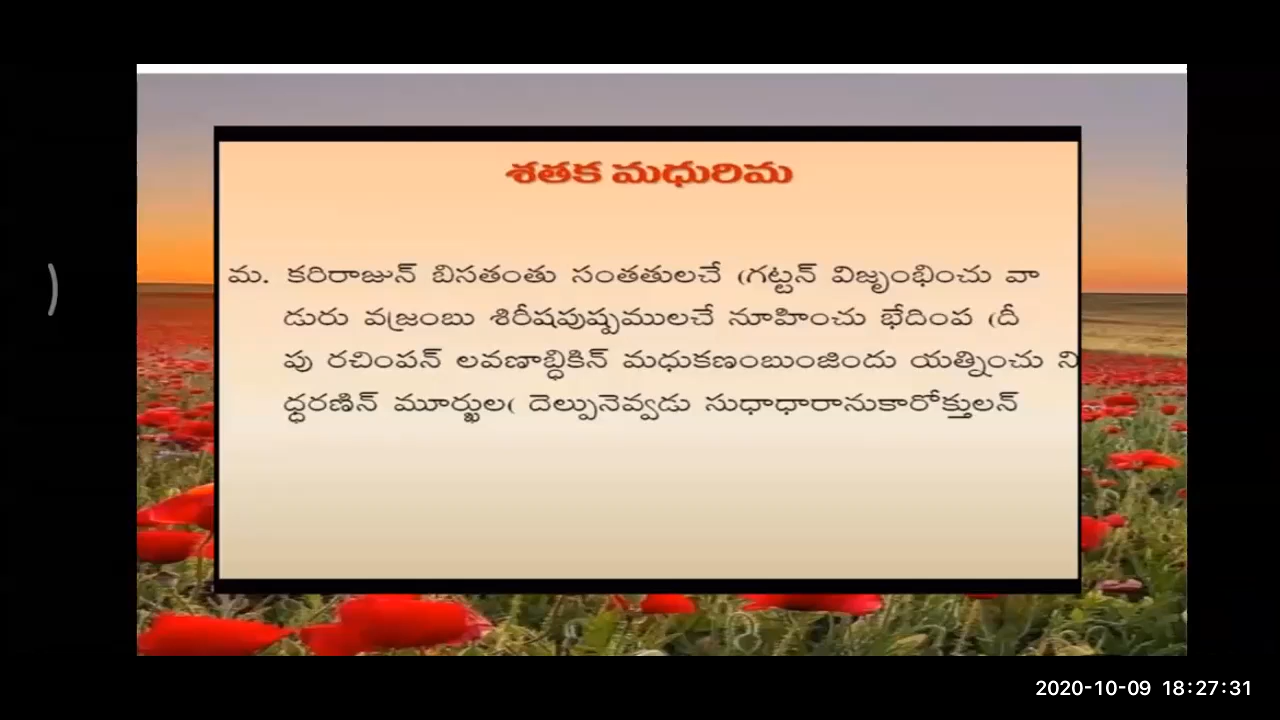 శతక మధురిమ
మ. కరిరాజున్ బిసతంతు సంతతులచే (గట్టన్ విజృంభించు వా
డురు వజ్రంబు శిరీషపుష్పములచే నూహించు భేదింప (దీ
పు రచింపన్ లవణాబ్ధికిన్ మధుకణంబుంజిందు యత్నించు ని
ధ్ధరణిన్ మూర్ఖుల( దెల్పునెవ్వడు సుధాధారానుకారోక్తులన్
2020-10-09 18:27:31